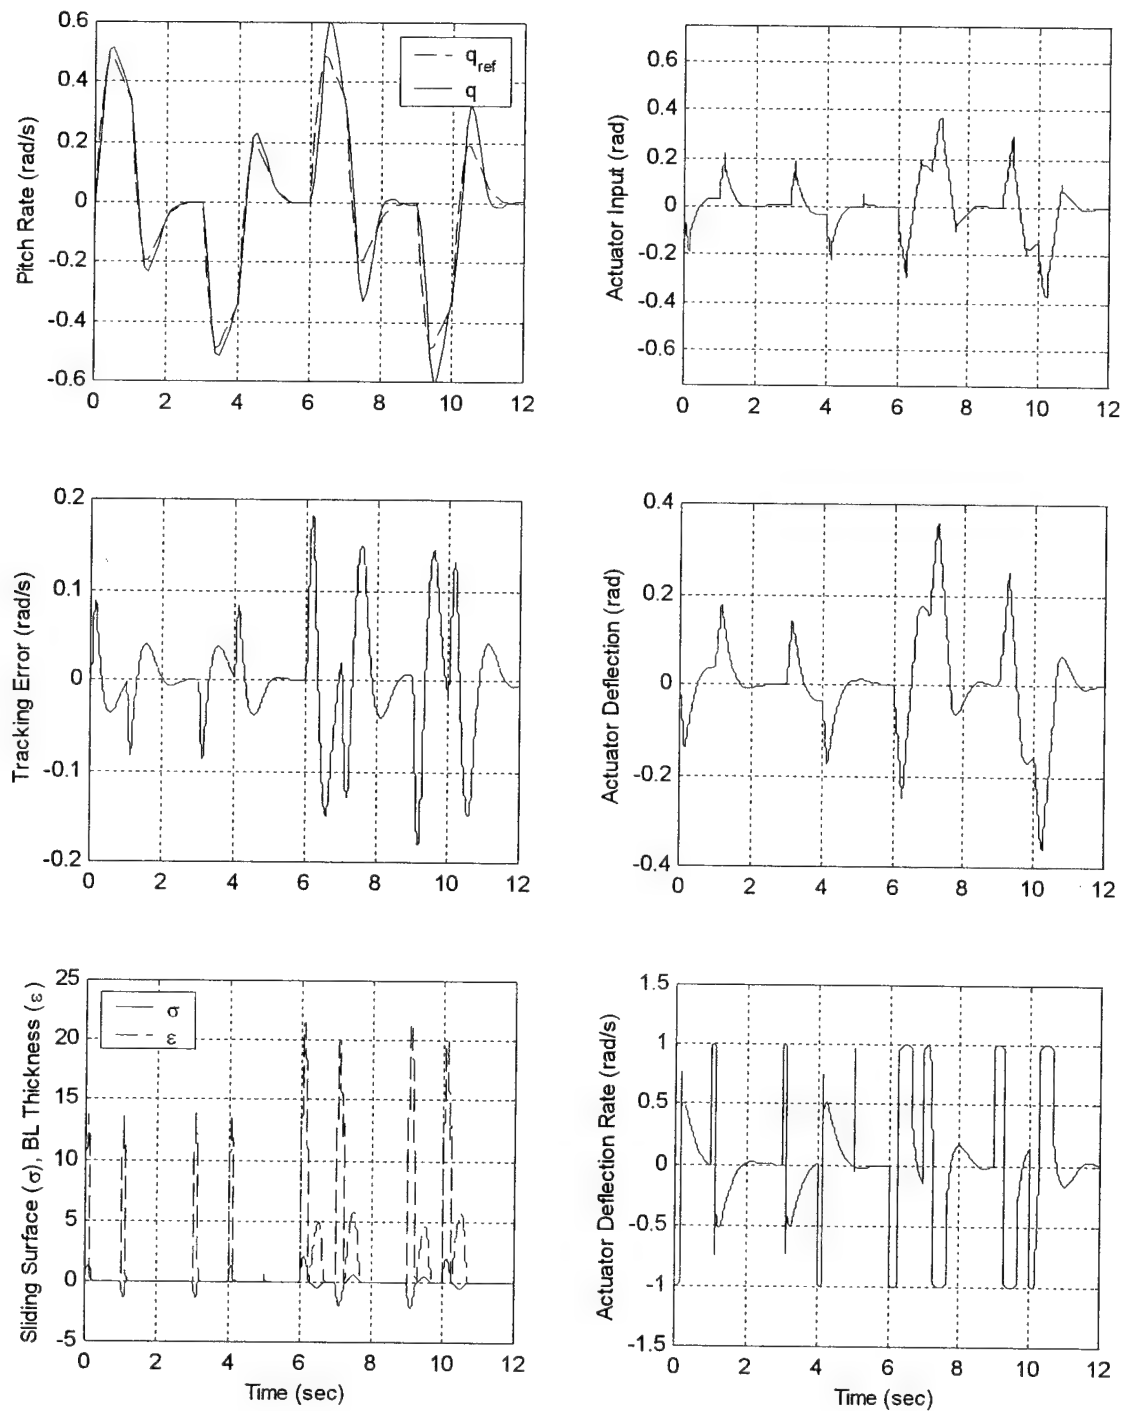 Pitch Rate (rad/s)
0.6
0.4
0.2
0
-0.2
-0.4
-0.6
q_ref
q
0 2 4 6 8 10 12
Actuator Input (rad)
0.6
0.4
0.2
0
-0.2
-0.4
-0.6
0 2 4 6 8 10 12
Tracking Error (rad/s)
0.2
0.1
0
-0.1
-0.2
0 2 4 6 8 10 12
Actuator Deflection (rad)
0.4
0.2
0
-0.2
-0.4
0 2 4 6 8 10 12
Sliding Surface (σ), BL Thickness (ε)
25
20
15
10
5
0
-5
σ
ε
0 2 4 6 8 10 12
Time (sec)
Actuator Deflection Rate (rad/s)
1.5
1
0.5
0
-0.5
-1
-1.5
0 2 4 6 8 10 12
Time (sec)